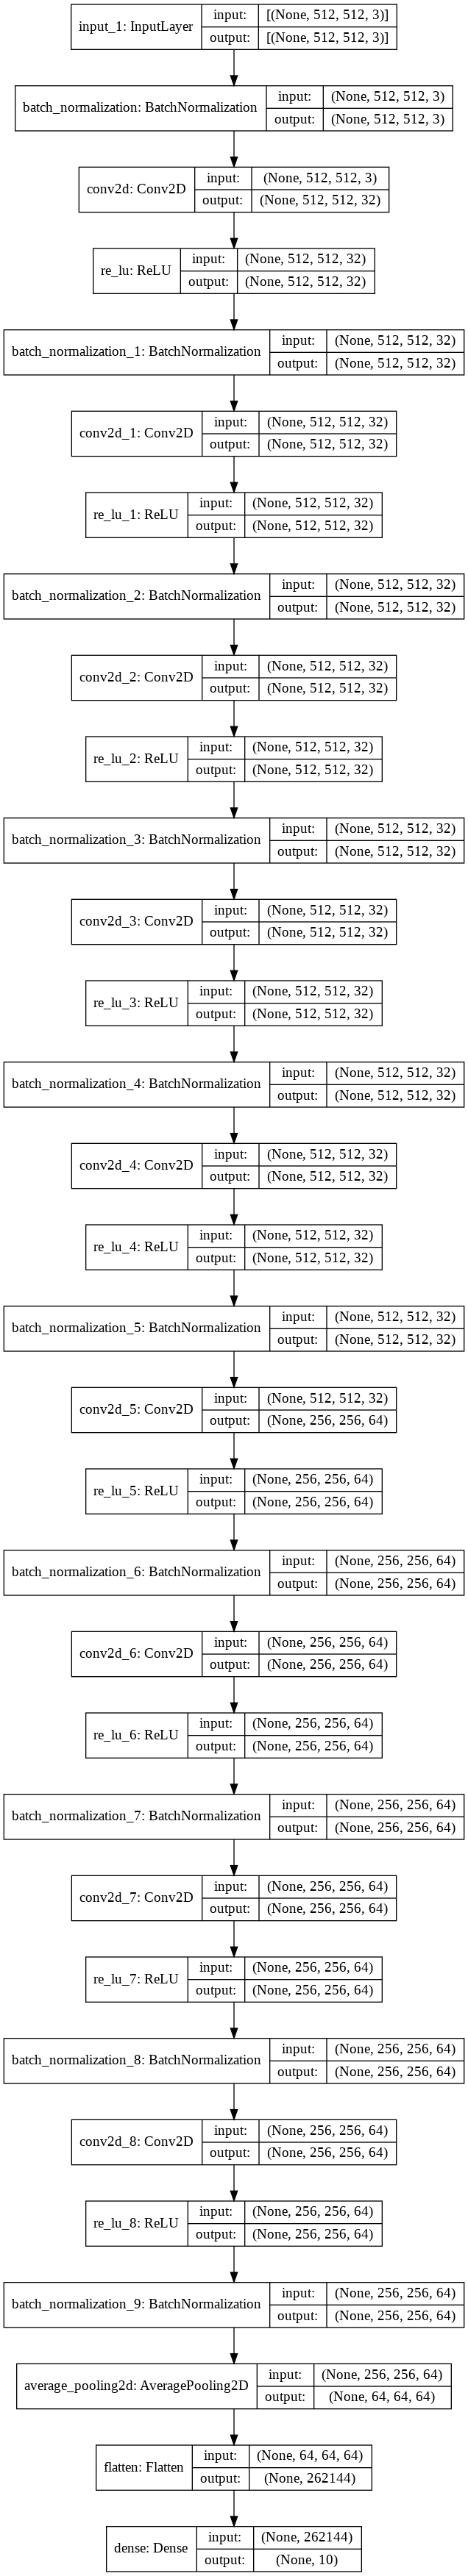 input_1: InputLayer
input: [(None, 512, 512, 3)]
output: [(None, 512, 512, 3)]
batch_normalization: BatchNormalization
input: (None, 512, 512, 3)
output: (None, 512, 512, 3)
conv2d: Conv2D
input: (None, 512, 512, 3)
output: (None, 512, 512, 32)
re_lu: ReLU
input: (None, 512, 512, 32)
output: (None, 512, 512, 32)
batch_normalization_1: BatchNormalization
input: (None, 512, 512, 32)
output: (None, 512, 512, 32)
conv2d_1: Conv2D
input: (None, 512, 512, 32)
output: (None, 512, 512, 32)
re_lu_1: ReLU
input: (None, 512, 512, 32)
output: (None, 512, 512, 32)
batch_normalization_2: BatchNormalization
input: (None, 512, 512, 32)
output: (None, 512, 512, 32)
conv2d_2: Conv2D
input: (None, 512, 512, 32)
output: (None, 512, 512, 32)
re_lu_2: ReLU
input: (None, 512, 512, 32)
output: (None, 512, 512, 32)
batch_normalization_3: BatchNormalization
input: (None, 512, 512, 32)
output: (None, 512, 512, 32)
conv2d_3: Conv2D
input: (None, 512, 512, 32)
output: (None, 512, 512, 32)
re_lu_3: ReLU
input: (None, 512, 512, 32)
output: (None, 512, 512, 32)
batch_normalization_4: BatchNormalization
input: (None, 512, 512, 32)
output: (None, 512, 512, 32)
conv2d_4: Conv2D
input: (None, 512, 512, 32)
output: (None, 512, 512, 32)
re_lu_4: ReLU
input: (None, 512, 512, 32)
output: (None, 512, 512, 32)
batch_normalization_5: BatchNormalization
input: (None, 512, 512, 32)
output: (None, 512, 512, 32)
conv2d_5: Conv2D
input: (None, 512, 512, 32)
output: (None, 256, 256, 64)
re_lu_5: ReLU
input: (None, 256, 256, 64)
output: (None, 256, 256, 64)
batch_normalization_6: BatchNormalization
input: (None, 256, 256, 64)
output: (None, 256, 256, 64)
conv2d_6: Conv2D
input: (None, 256, 256, 64)
output: (None, 256, 256, 64)
re_lu_6: ReLU
input: (None, 256, 256, 64)
output: (None, 256, 256, 64)
batch_normalization_7: BatchNormalization
input: (None, 256, 256, 64)
output: (None, 256, 256, 64)
conv2d_7: Conv2D
input: (None, 256, 256, 64)
output: (None, 256, 256, 64)
re_lu_7: ReLU
input: (None, 256, 256, 64)
output: (None, 256, 256, 64)
batch_normalization_8: BatchNormalization
input: (None, 256, 256, 64)
output: (None, 256, 256, 64)
conv2d_8: Conv2D
input: (None, 256, 256, 64)
output: (None, 256, 256, 64)
re_lu_8: ReLU
input: (None, 256, 256, 64)
output: (None, 256, 256, 64)
batch_normalization_9: BatchNormalization
input: (None, 256, 256, 64)
output: (None, 256, 256, 64)
average_pooling2d: AveragePooling2D
input: (None, 256, 256, 64)
output: (None, 64, 64, 64)
flatten: Flatten
input: (None, 64, 64, 64)
output: (None, 262144)
dense: Dense
input: (None, 262144)
output: (None, 10)